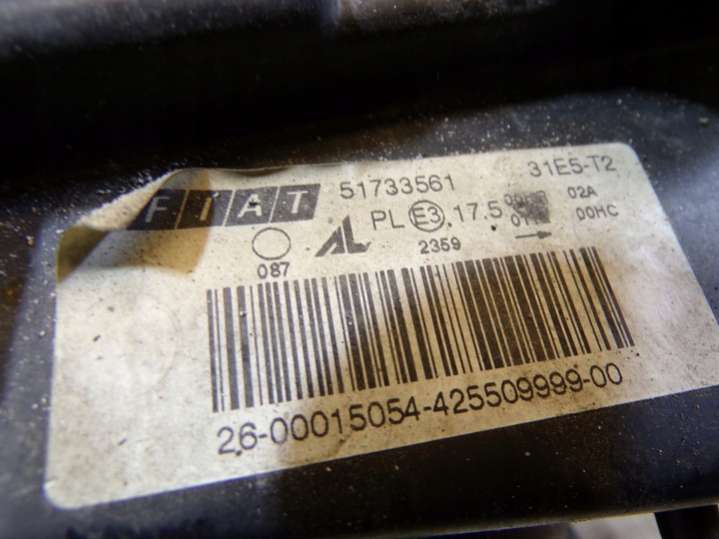 FIAT 51733561 31E5-T2
AL PL E3 17.5 02A
087 2359 00HC
26-00015054-425509999-00